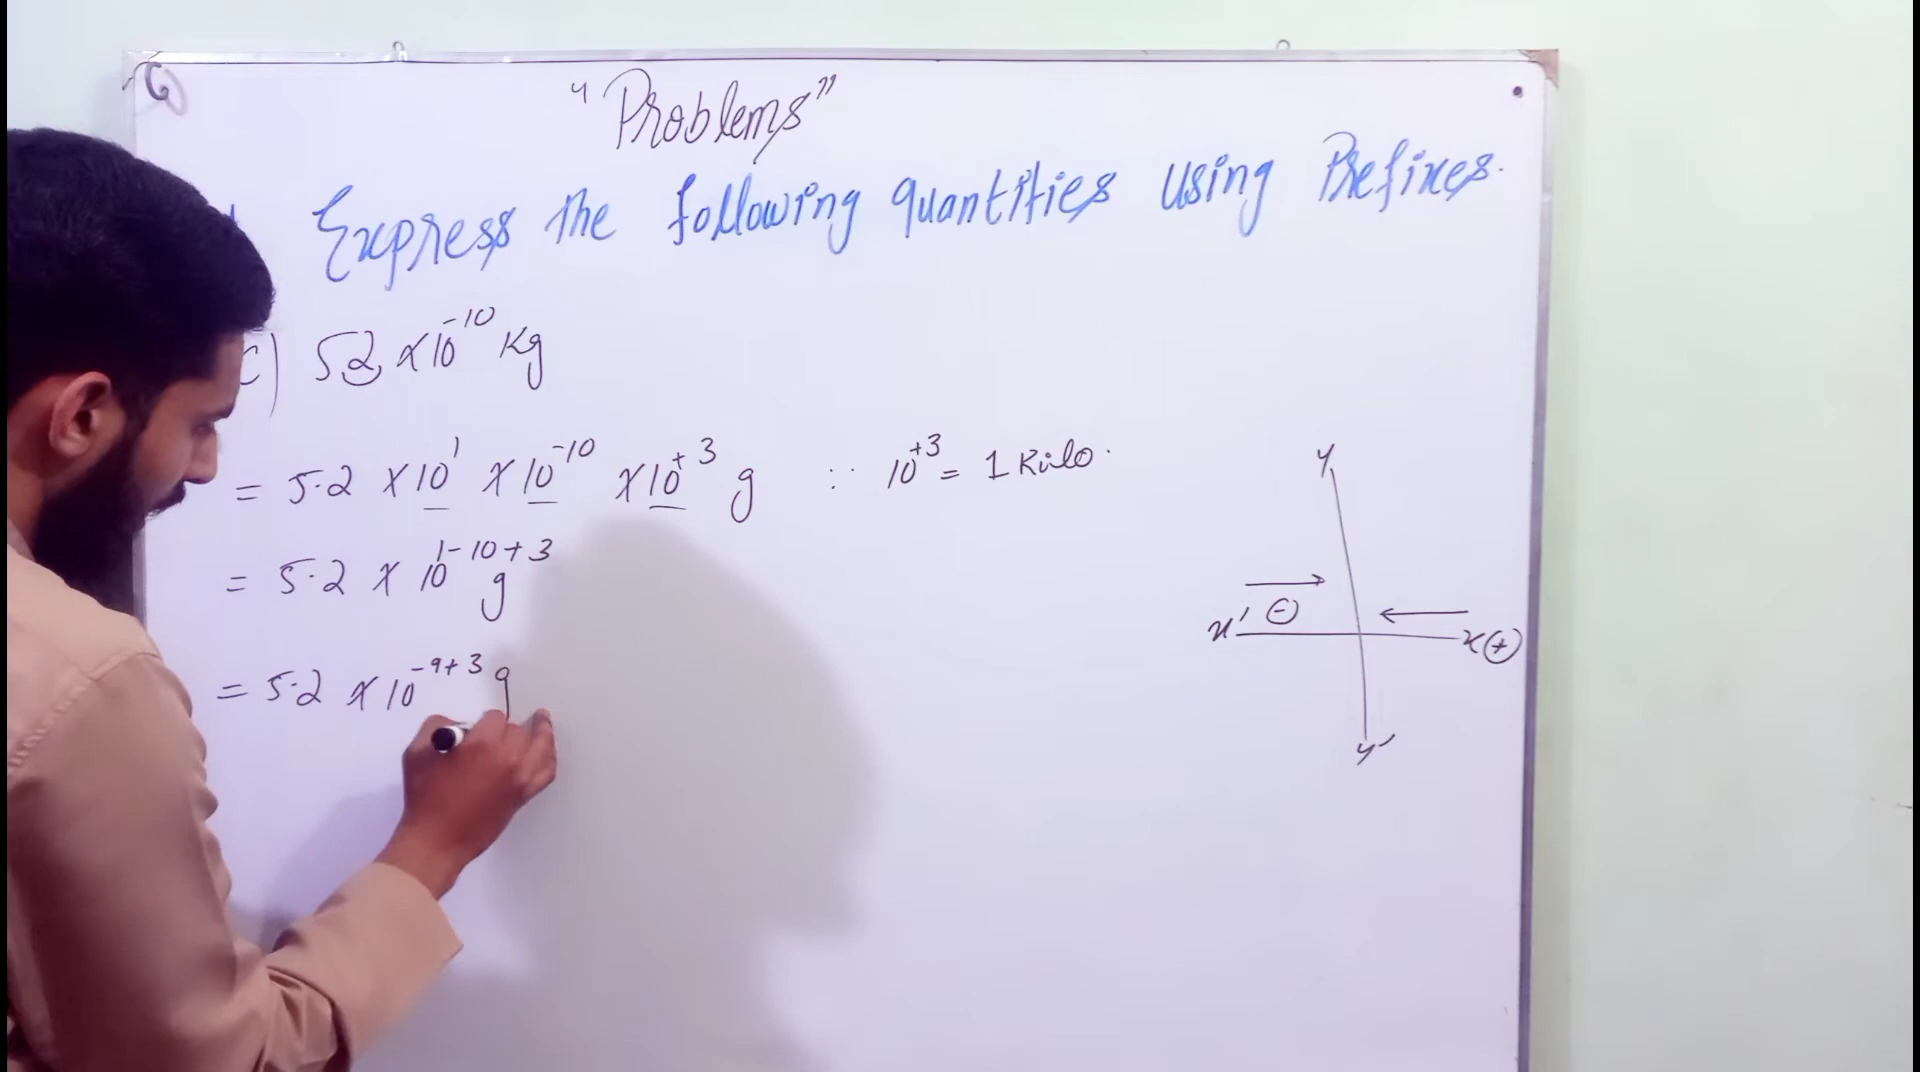 "Problems"
Express the following quantities using Prefixes.
c) 52 × 10⁻¹⁰ Kg
= 5.2 × 10¹ × 10⁻¹⁰ × 10⁺³ g ∵ 10⁺³ = 1 Kilo.
= 5.2 × 10¹⁻¹⁰⁺³ g
= 5.2 × 10⁻⁹⁺³ g
y
x' ⊖
x ⊕
y'